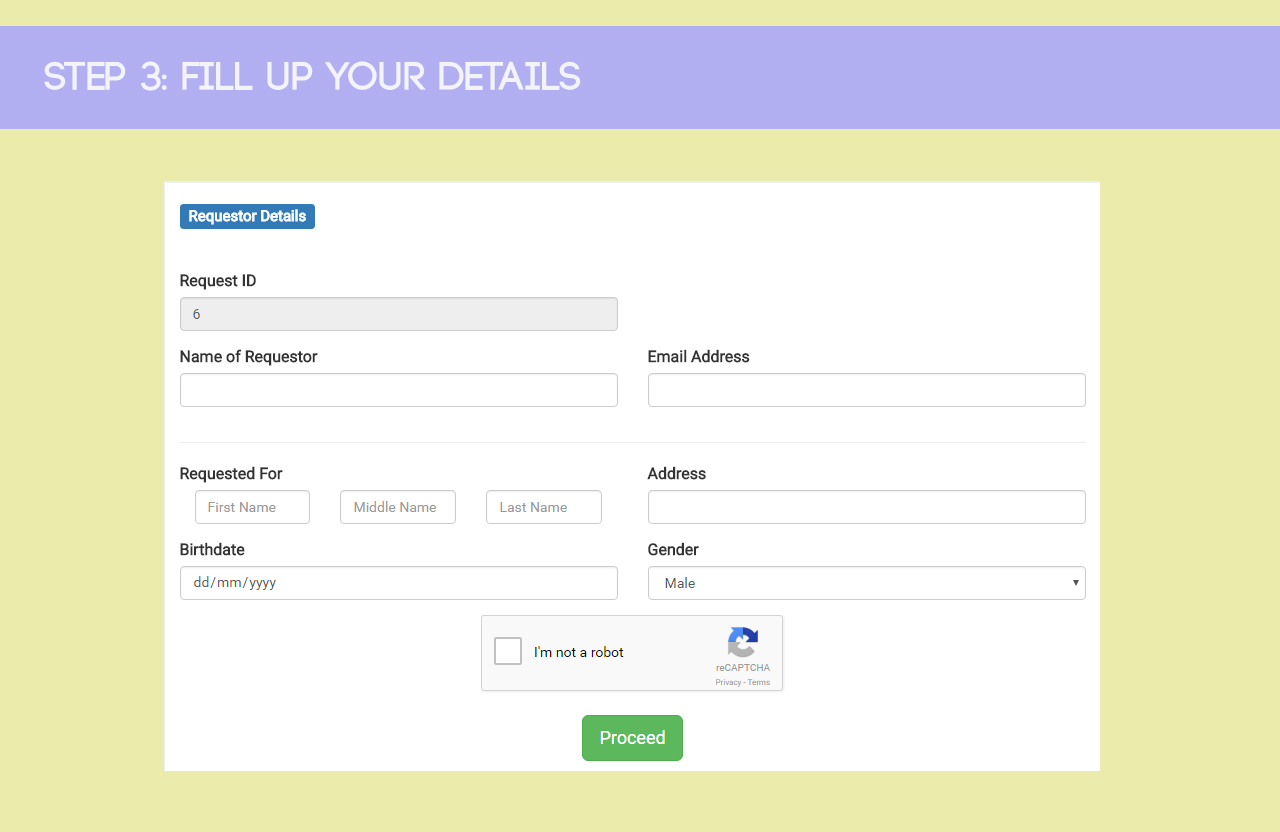 STEP 3: FILL UP YOUR DETAILS
Requestor Details
Request ID
6
Name of Requestor
Email Address
Requested For
Address
First Name
Middle Name
Last Name
Birthdate
Gender
dd/mm/yyyy
Male
I'm not a robot
reCAPTCHA
Privacy - Terms
Proceed